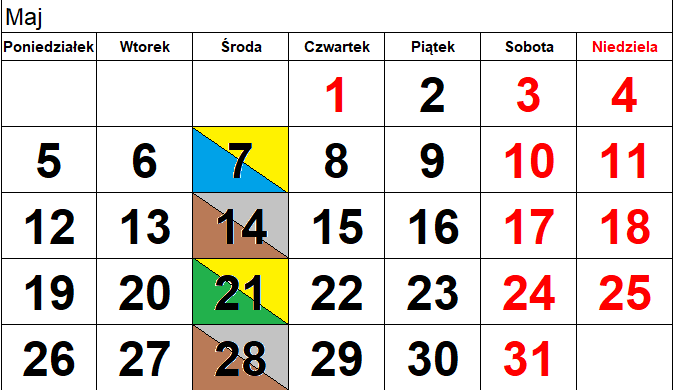 Maj
Poniedziałek Wtorek Środa Czwartek Piątek Sobota Niedziela
1 2 3 4
5 6 7 8 9 10 11
12 13 14 15 16 17 18
19 20 21 22 23 24 25
26 27 28 29 30 31